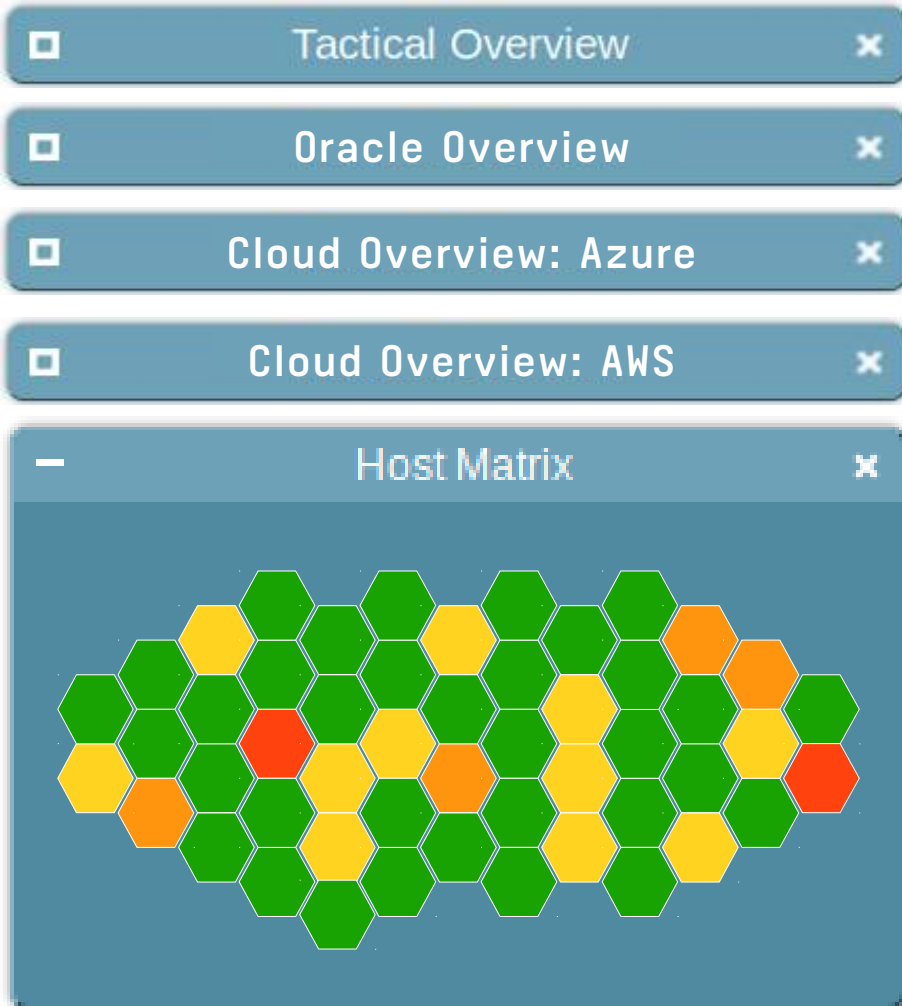 Tactical Overview
Oracle Overview
Cloud Overview: Azure
Cloud Overview: AWS
Host Matrix